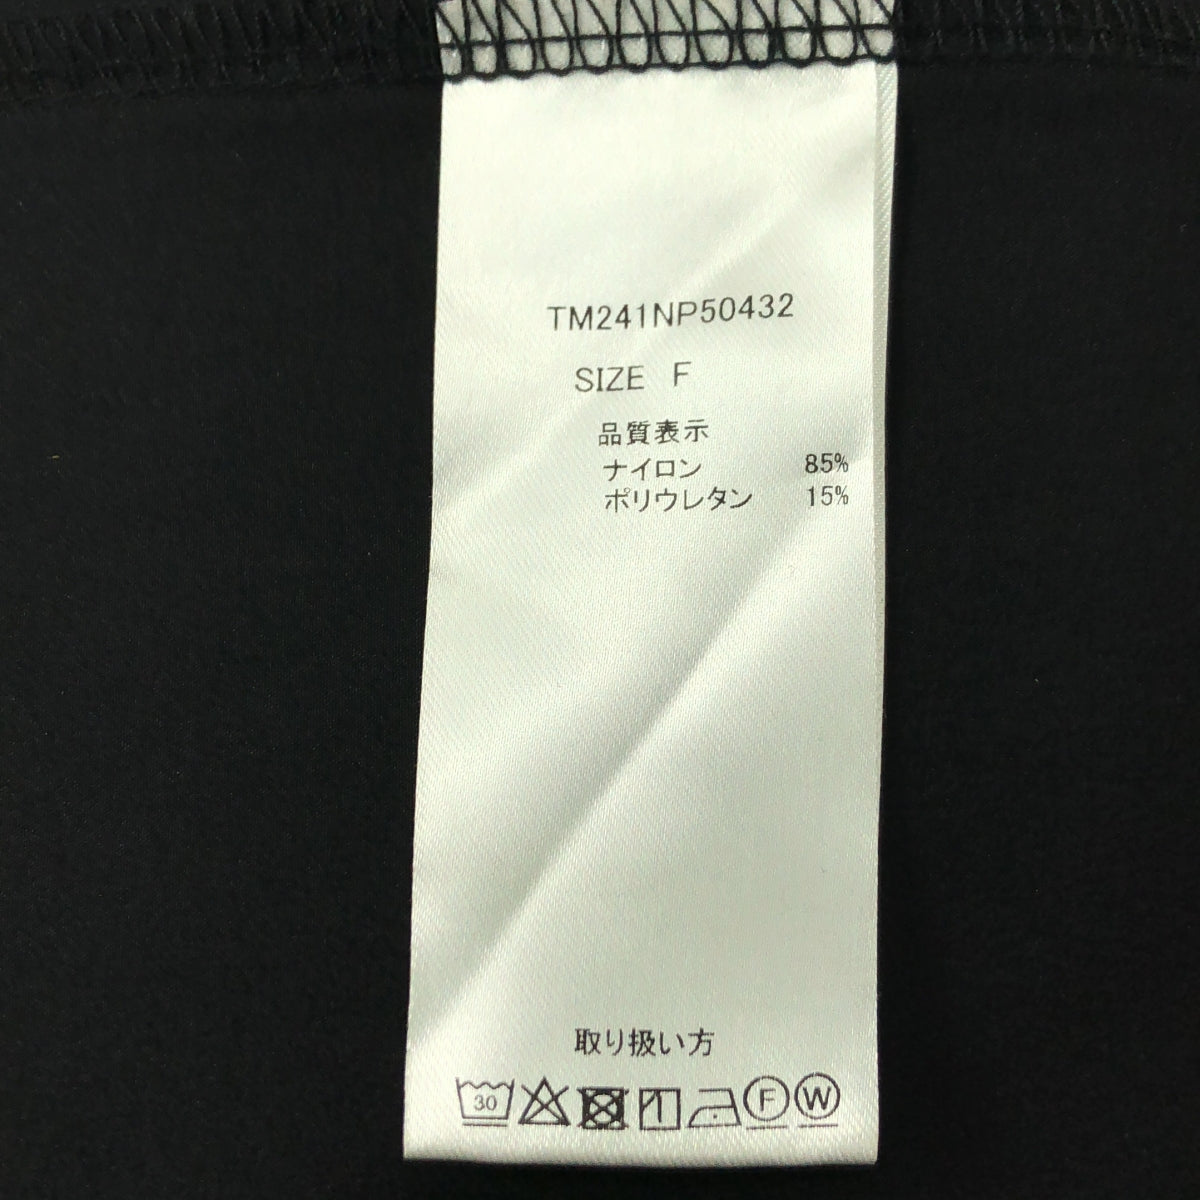 TM241NP50432
SIZE F
品質表示
ナイロン 85%
ポリウレタン 15%
取り扱い方
30 F W